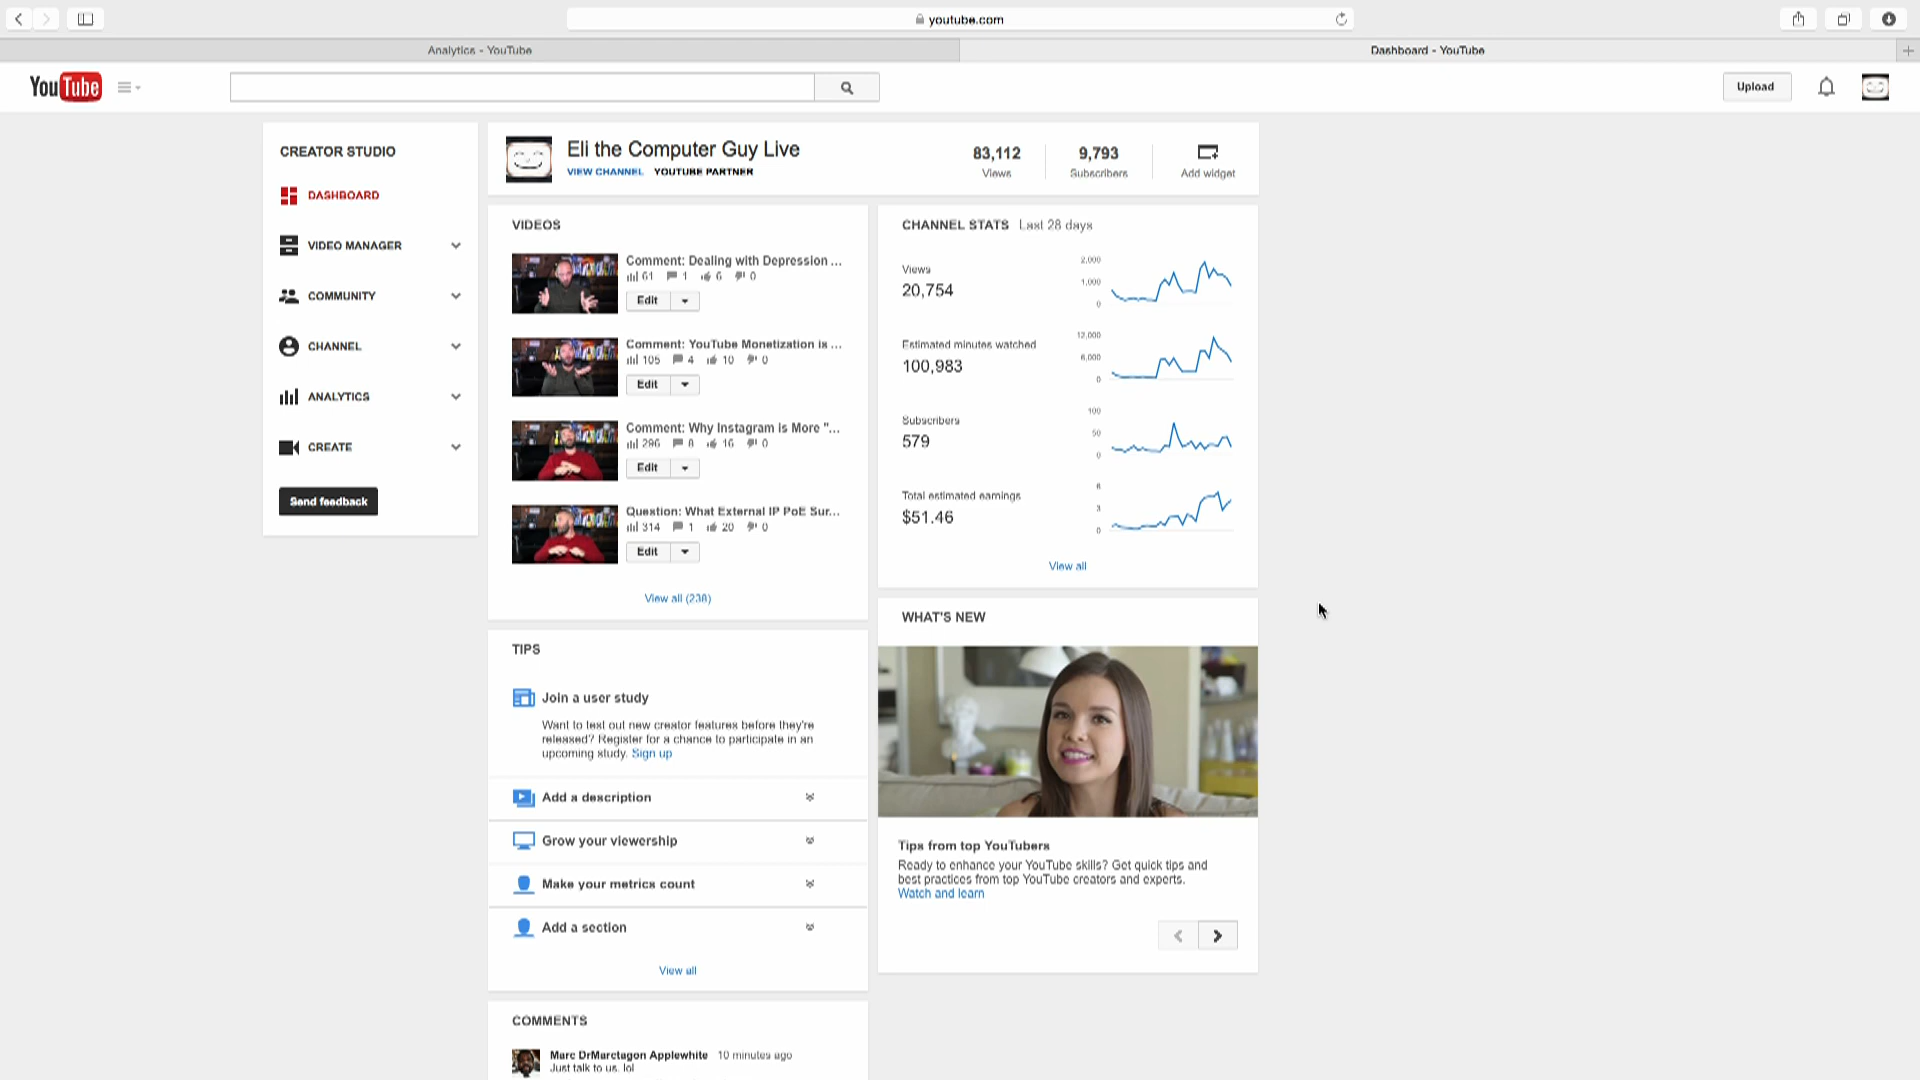 youtube.com
Analytics - YouTube
Dashboard - YouTube
YouTube
Upload
CREATOR STUDIO
DASHBOARD
VIDEO MANAGER
COMMUNITY
CHANNEL
ANALYTICS
CREATE
Send feedback
Eli the Computer Guy Live
VIEW CHANNEL YOUTUBE PARTNER
83,112
Views
9,793
Subscribers
Add widget
VIDEOS
Comment: Dealing with Depression ...
61 1 6 0
Edit
Comment: YouTube Monetization is ...
105 4 10 0
Edit
Comment: Why Instagram is More "...
296 8 16 0
Edit
Question: What External IP PoE Sur...
314 1 20 0
Edit
View all (238)
CHANNEL STATS Last 28 days
Views
20,754
2,000
1,000
0
Estimated minutes watched
100,983
12,000
6,000
0
Subscribers
579
100
50
0
Total estimated earnings
$51.46
6
3
0
View all
TIPS
Join a user study
Want to test out new creator features before they're
released? Register for a chance to participate in an
upcoming study. Sign up
Add a description
Grow your viewership
Make your metrics count
Add a section
View all
WHAT'S NEW
Tips from top YouTubers
Ready to enhance your YouTube skills? Get quick tips and
best practices from top YouTube creators and experts.
Watch and learn
COMMENTS
Marc DrMarctagon Applewhite 10 minutes ago
Just talk to us. lol